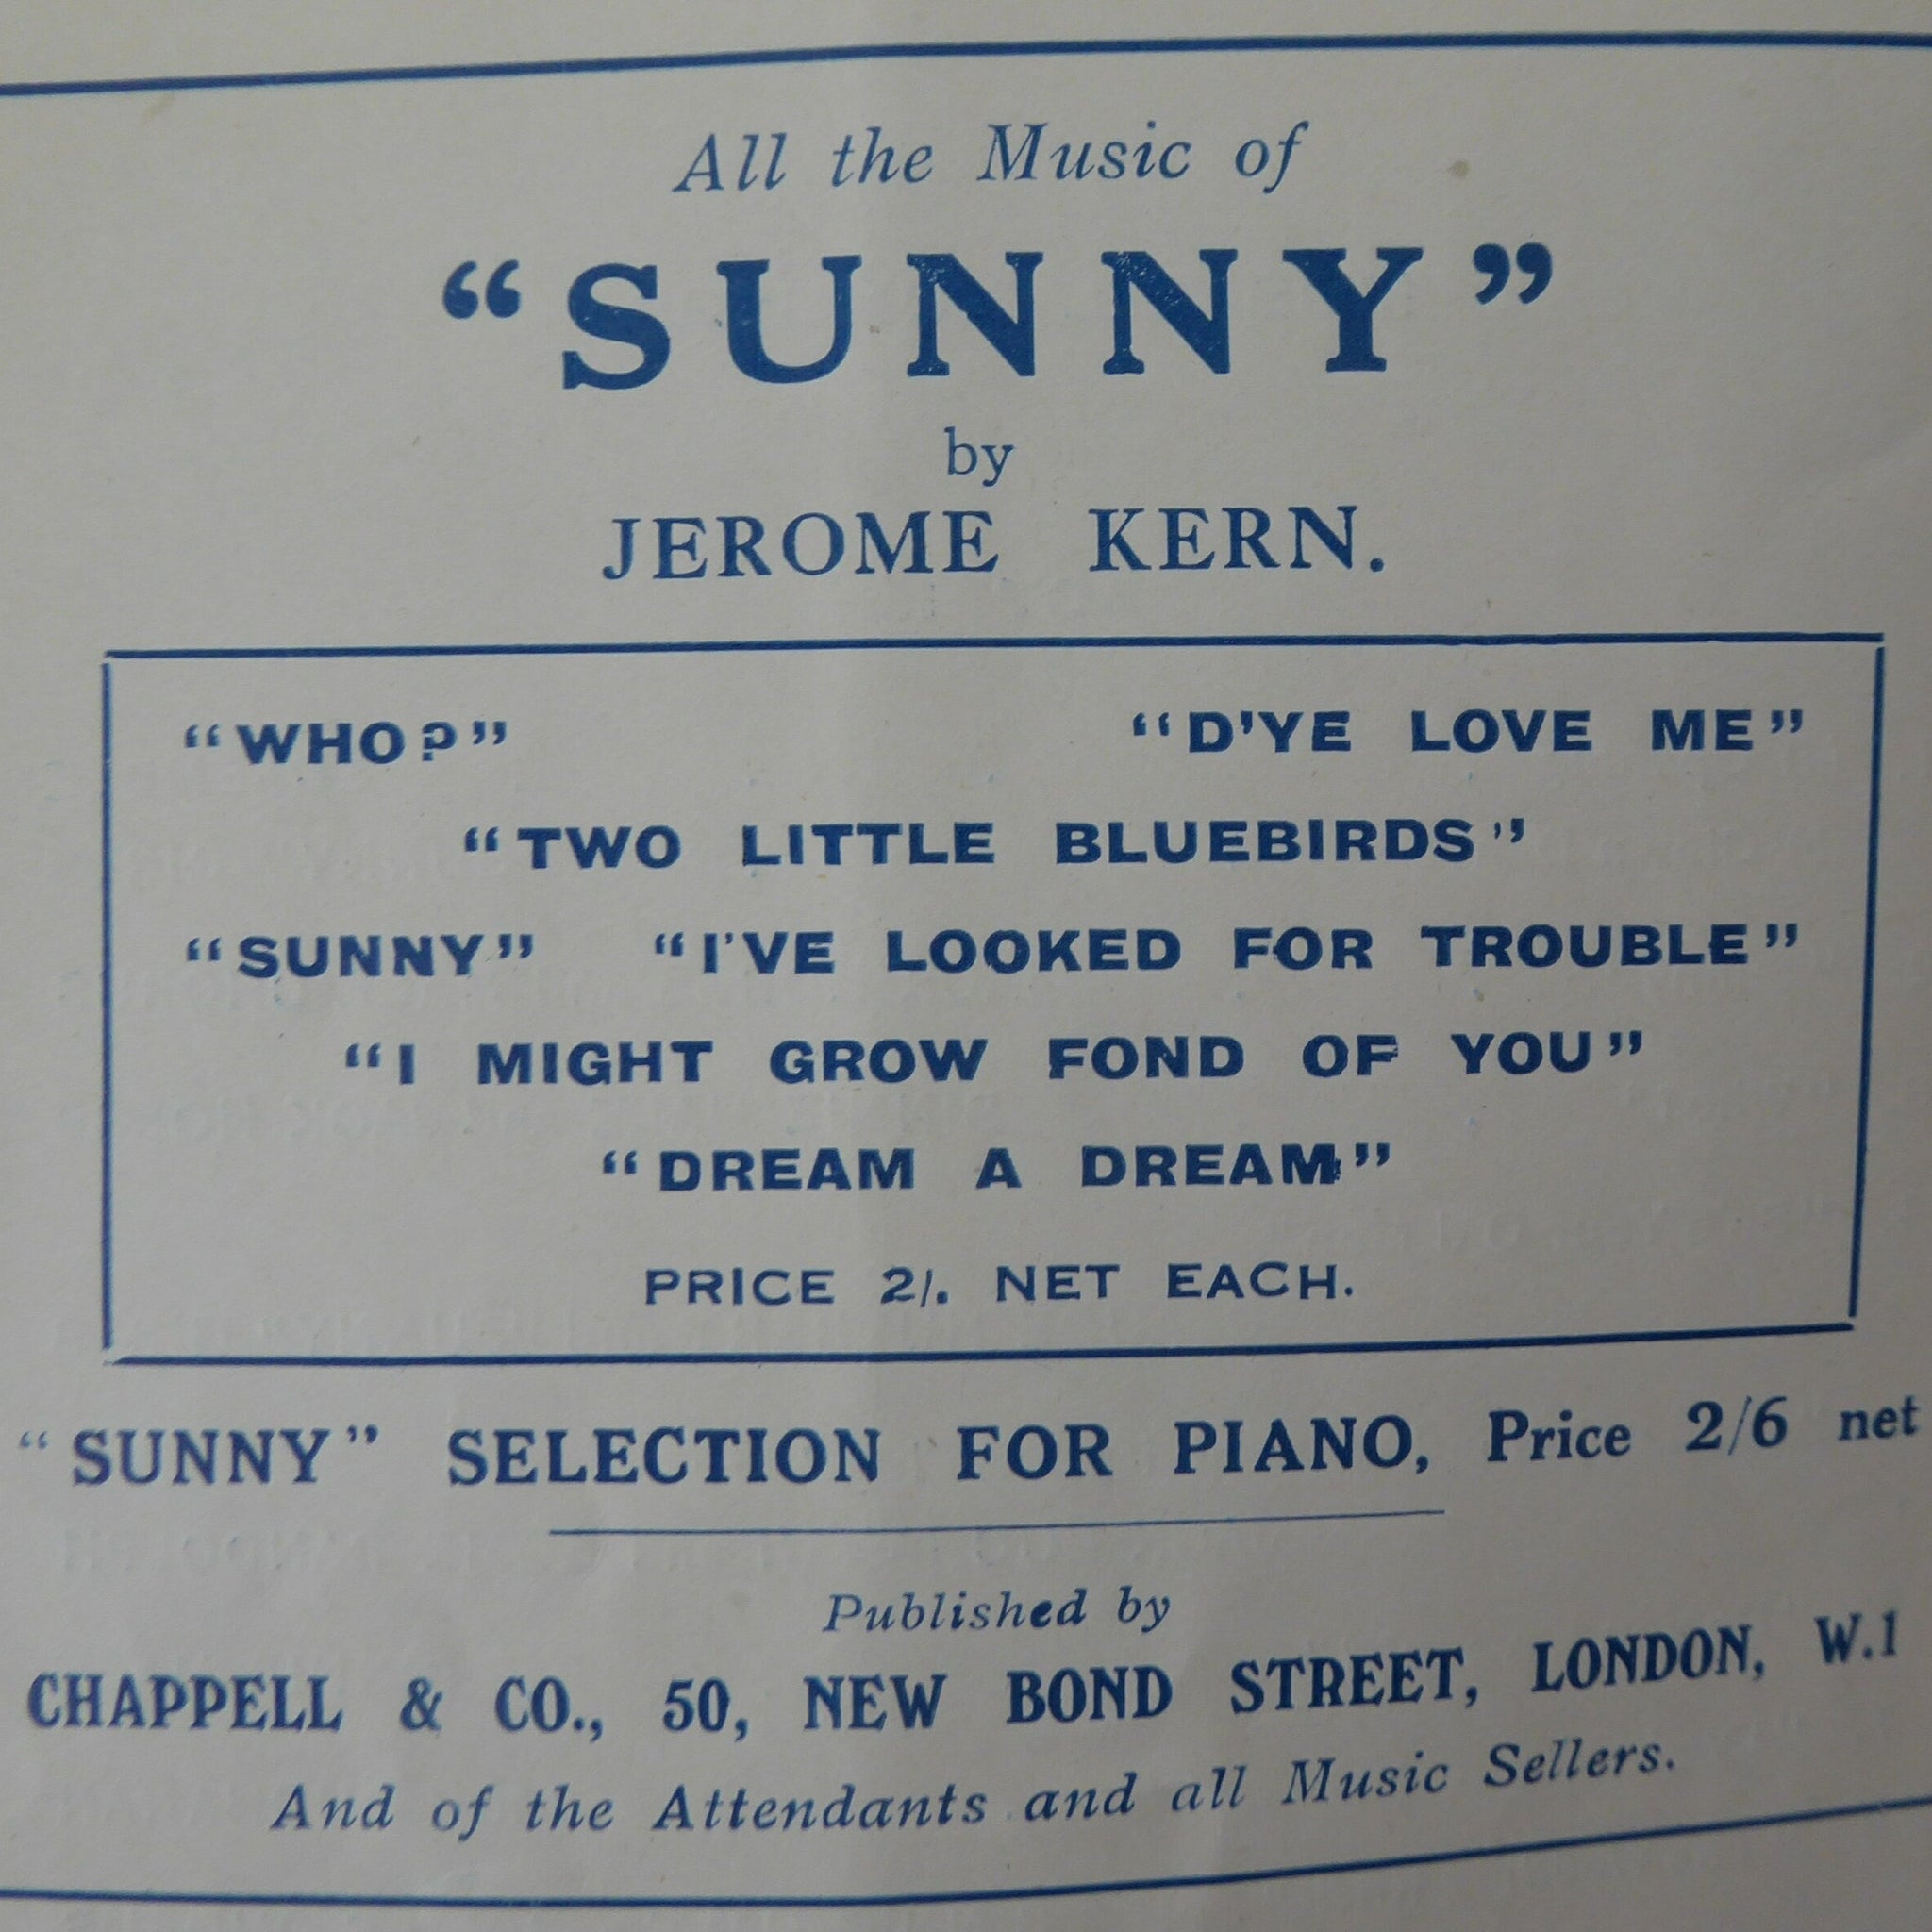 All the Music of
“SUNNY”
by
JEROME KERN.
“WHO?” “D'YE LOVE ME”
“TWO LITTLE BLUEBIRDS”
“SUNNY” “I'VE LOOKED FOR TROUBLE”
“I MIGHT GROW FOND OF YOU”
“DREAM A DREAM”
PRICE 2/. NET EACH.
“SUNNY” SELECTION FOR PIANO, Price 2/6 net
Published by
CHAPPELL & CO., 50, NEW BOND STREET, LONDON, W.1
And of the Attendants and all Music Sellers.